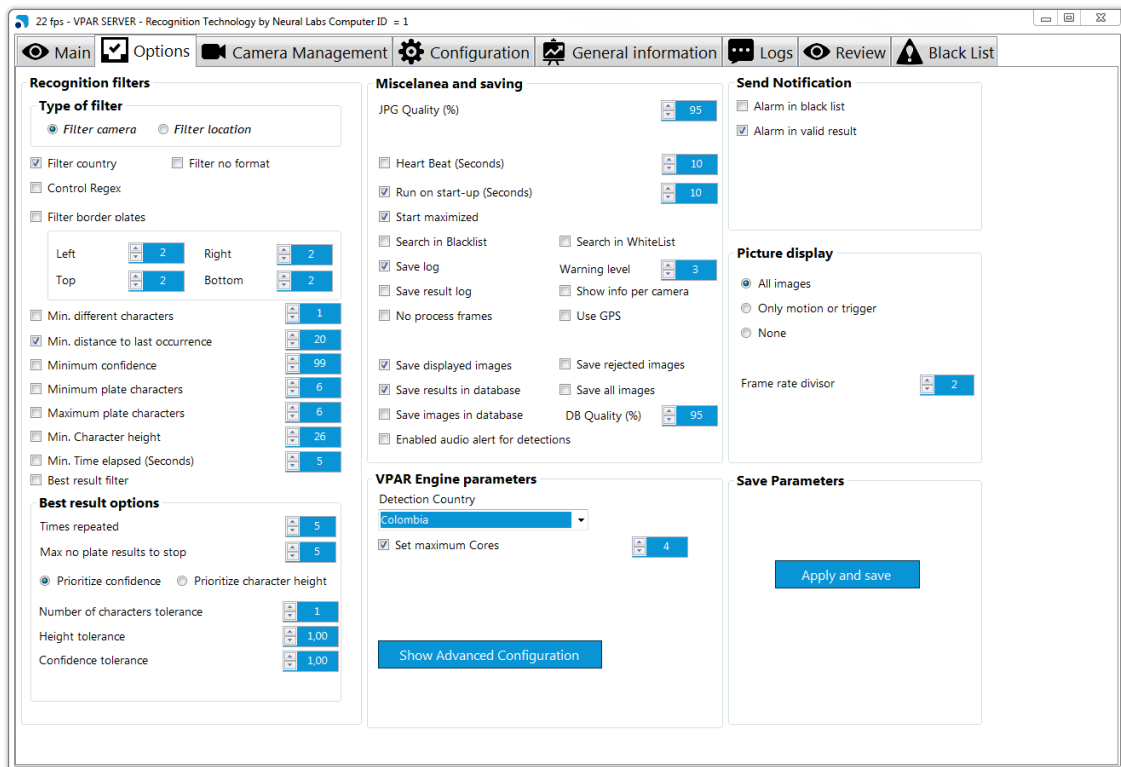 22 fps - VPAR SERVER - Recognition Technology by Neural Labs Computer ID = 1
Main Options Camera Management Configuration General information Logs Review Black List
Recognition filters
Type of filter
Filter camera Filter location
Filter country Filter no format
Control Regex
Filter border plates
Left 2 Right 2
Top 2 Bottom 2
Min. different characters 1
Min. distance to last occurrence 20
Minimum confidence 99
Minimum plate characters 6
Maximum plate characters 6
Min. Character height 26
Min. Time elapsed (Seconds) 5
Best result filter
Best result options
Times repeated 5
Max no plate results to stop 5
Prioritize confidence Prioritize character height
Number of characters tolerance 1
Height tolerance 1,00
Confidence tolerance 1,00
Miscelanea and saving
JPG Quality (%) 95
Heart Beat (Seconds) 10
Run on start-up (Seconds) 10
Start maximized
Search in Blacklist Search in WhiteList
Save log Warning level 3
Save result log Show info per camera
No process frames Use GPS
Save displayed images Save rejected images
Save results in database Save all images
Save images in database DB Quality (%) 95
Enabled audio alert for detections
VPAR Engine parameters
Detection Country
Colombia
Set maximum Cores 4
Show Advanced Configuration
Send Notification
Alarm in black list
Alarm in valid result
Picture display
All images
Only motion or trigger
None
Frame rate divisor 2
Save Parameters
Apply and save